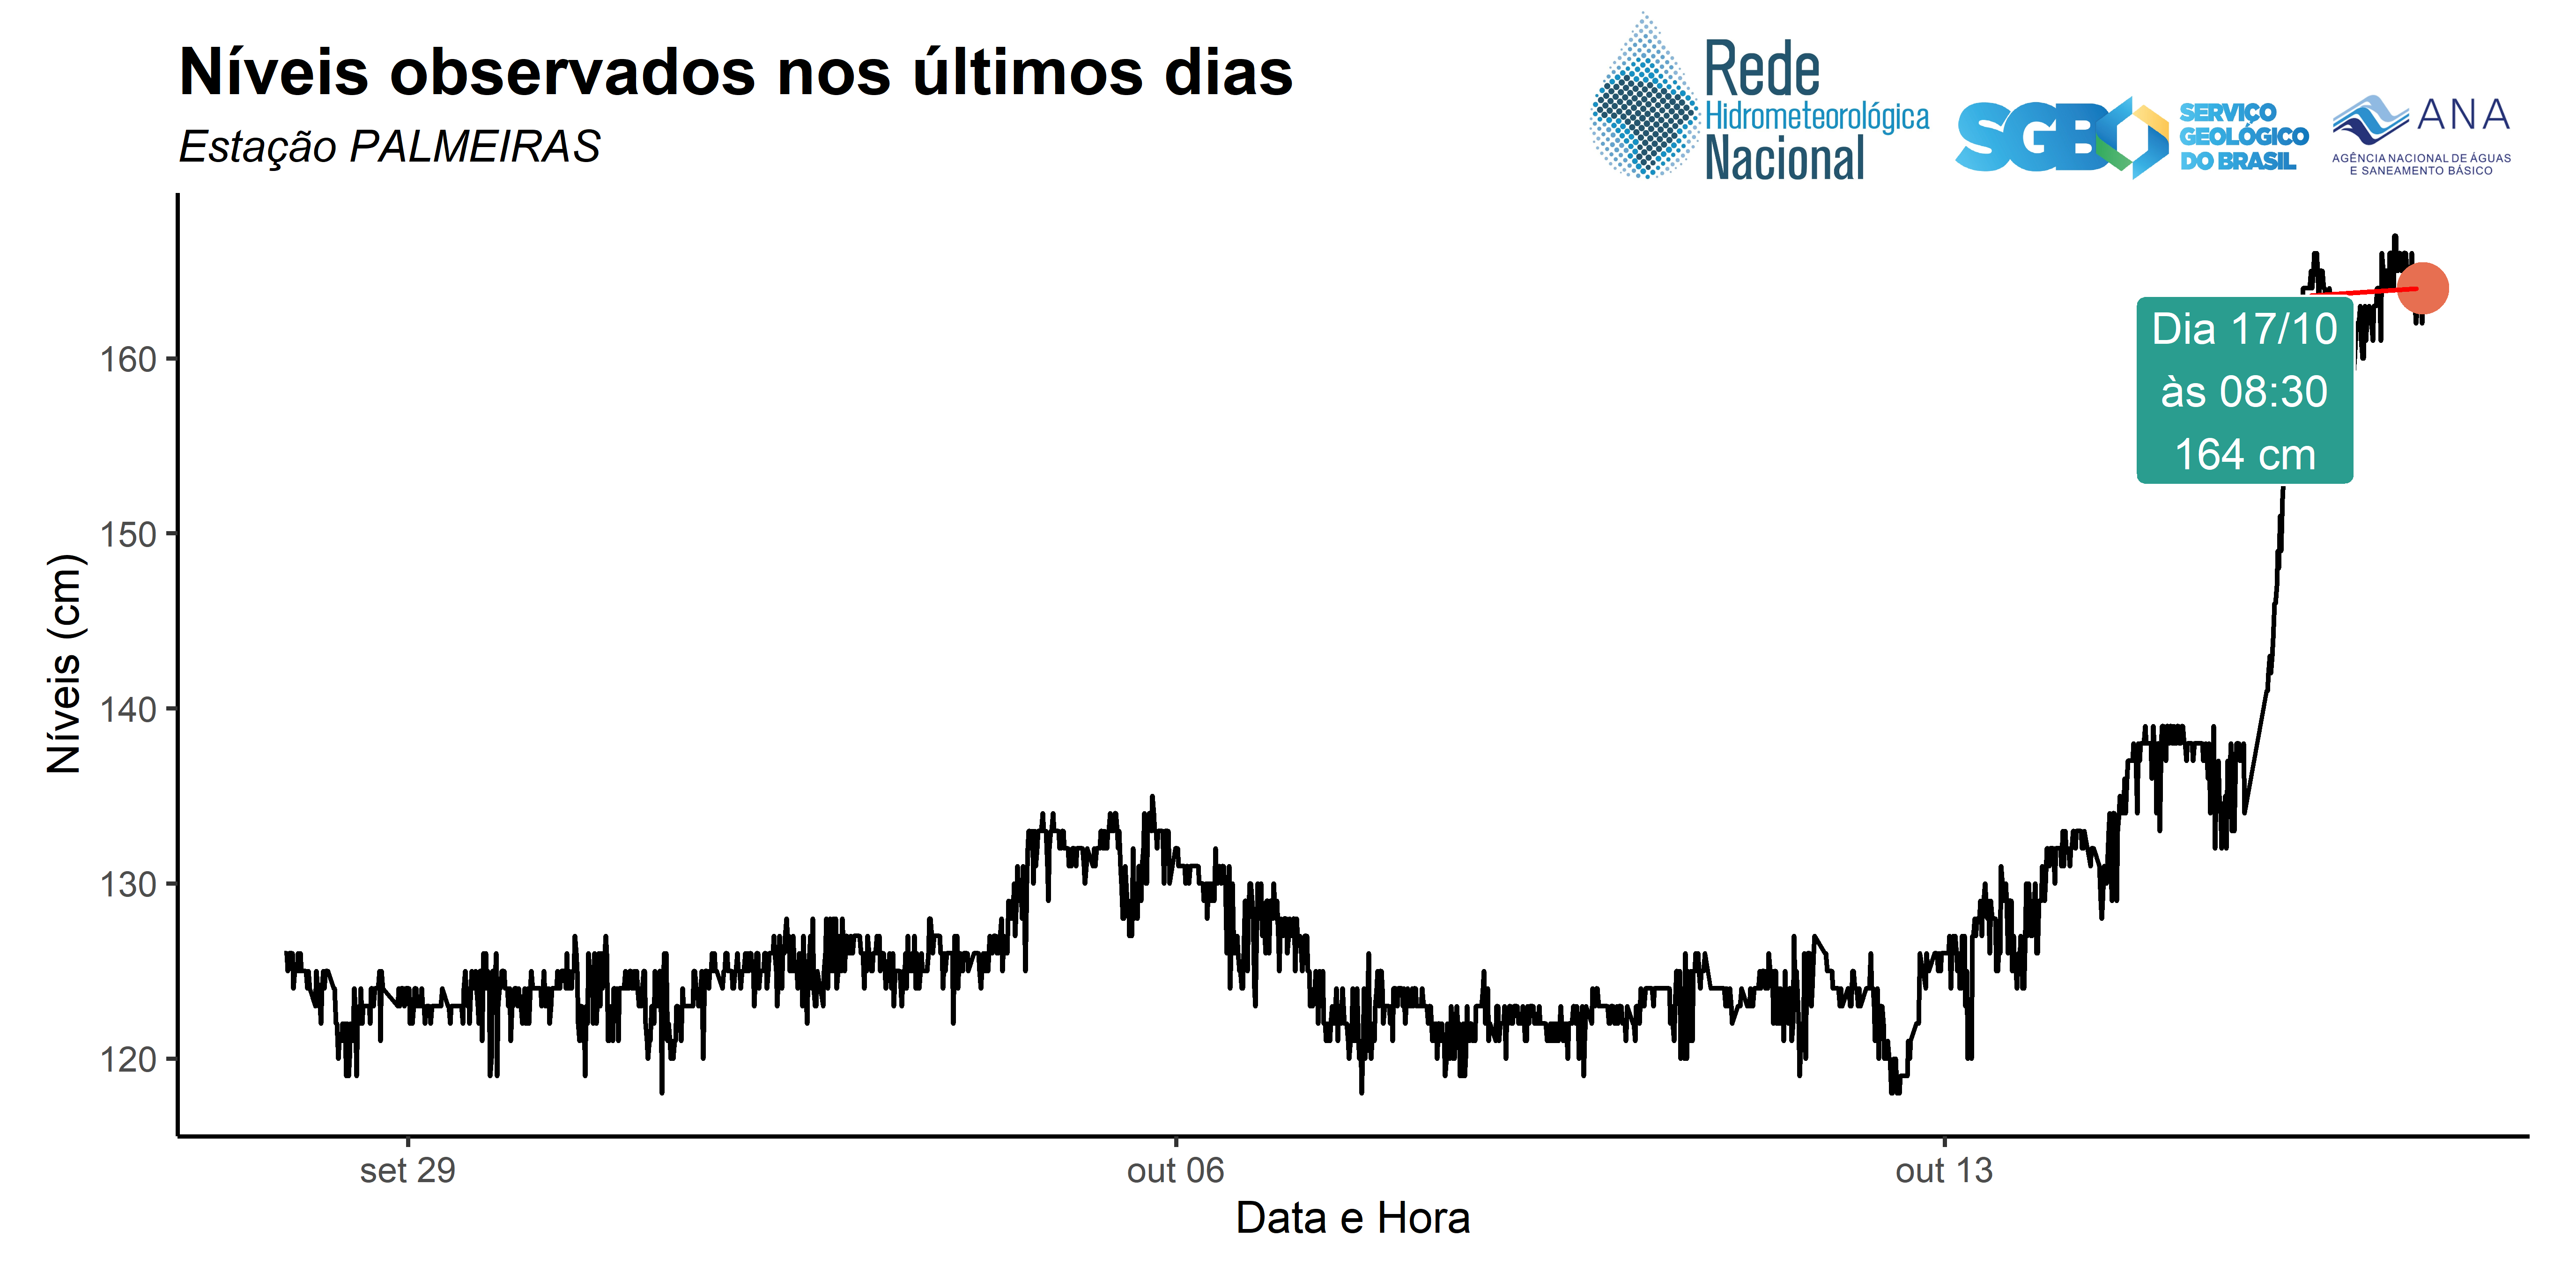 Níveis observados nos últimos dias
Estação PALMEIRAS
Rede
Hidrometeorológica
Nacional
SGB
SERVIÇO
GEOLÓGICO
DO BRASIL
ANA
AGÊNCIA NACIONAL DE ÁGUAS
E SANEAMENTO BÁSICO
Níveis (cm)
160
150
140
130
120
Dia 17/10
às 08:30
164 cm
set 29
out 06
out 13
Data e Hora